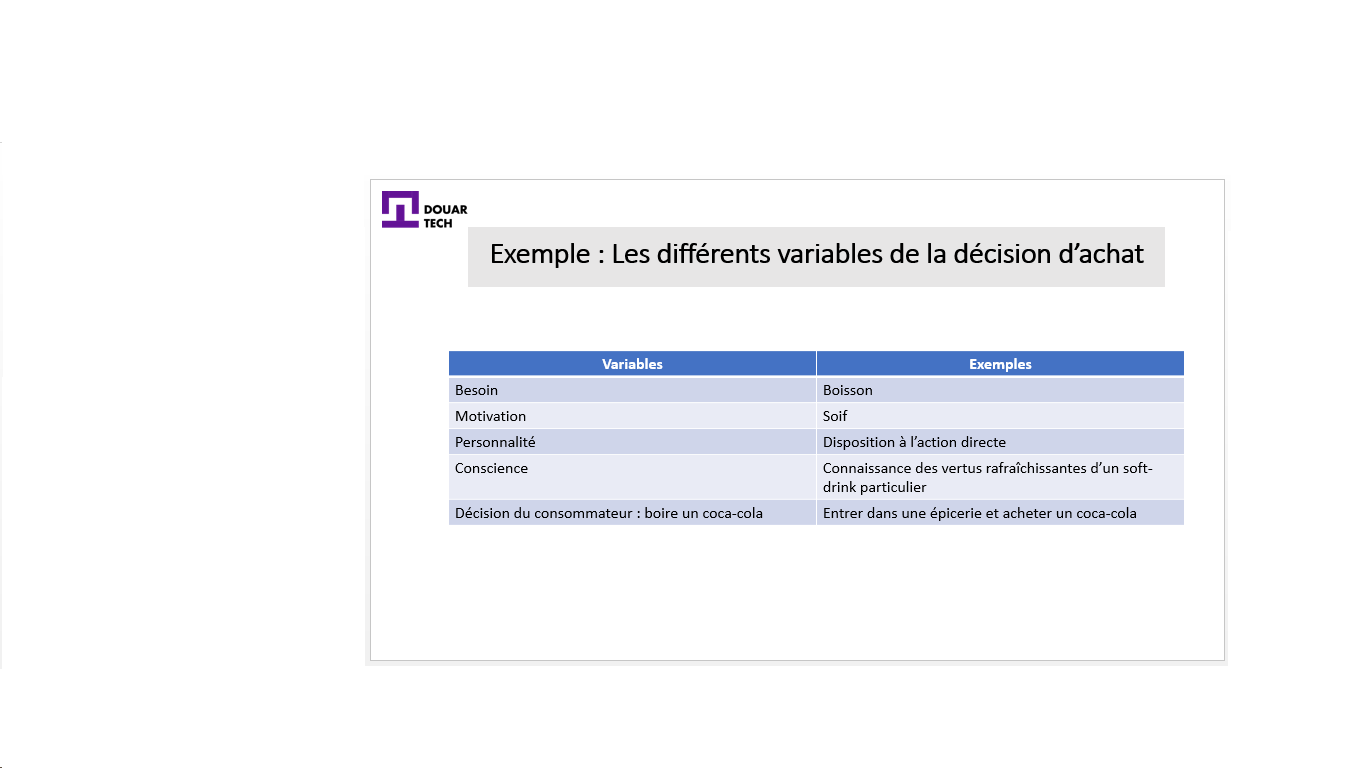 DOUAR
TECH
Exemple : Les différents variables de la décision d’achat
Variables
Exemples
Besoin
Boisson
Motivation
Soif
Personnalité
Disposition à l’action directe
Conscience
Connaissance des vertus rafraîchissantes d’un soft-
drink particulier
Décision du consommateur : boire un coca-cola
Entrer dans une épicerie et acheter un coca-cola